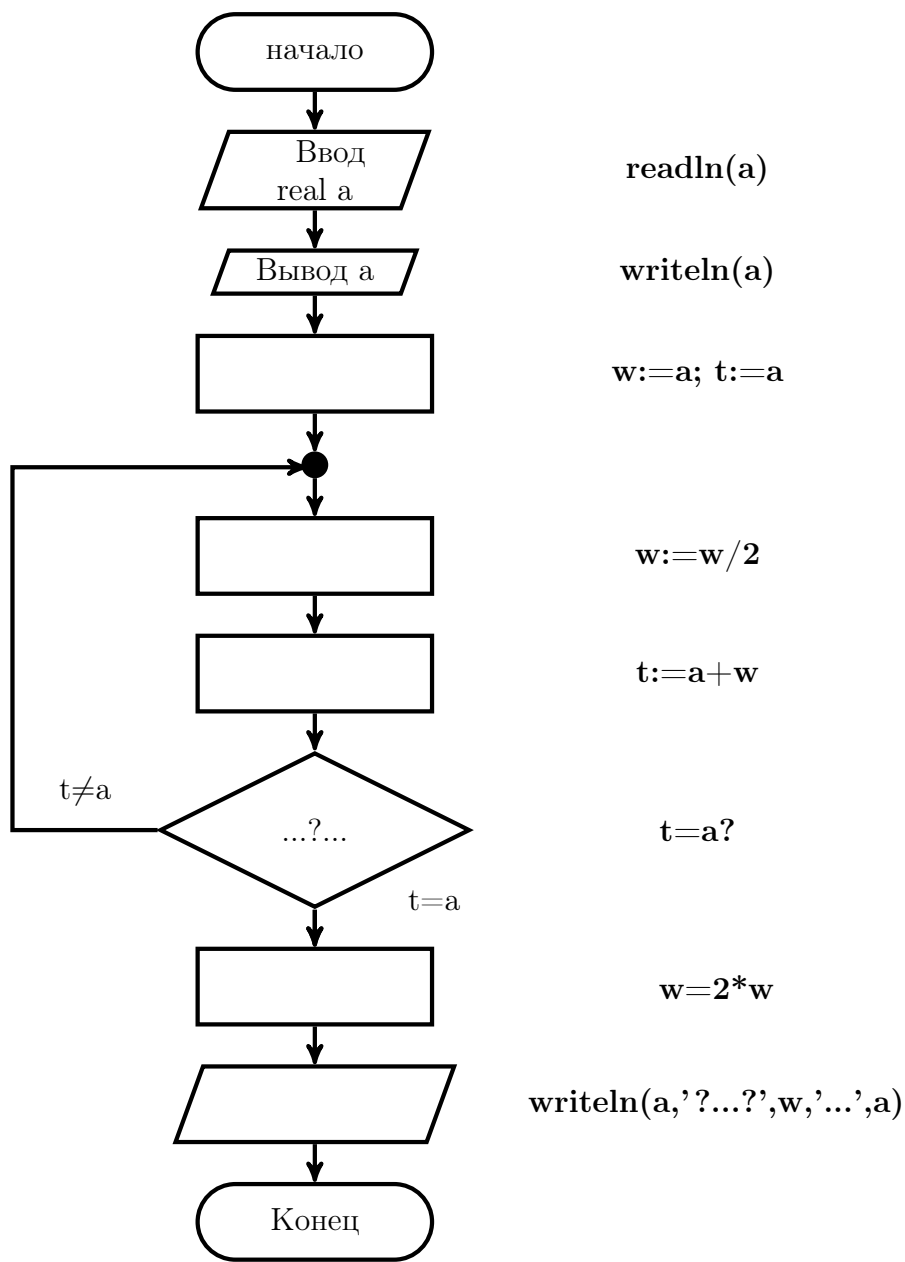 начало
Ввод
real a
readln(a)
Вывод a
writeln(a)
w:=a; t:=a
w:=w/2
t:=a+w
t≠a
...?...
t=a?
t=a
w=2*w
writeln(a,'?...?',w,'...',a)
Конец